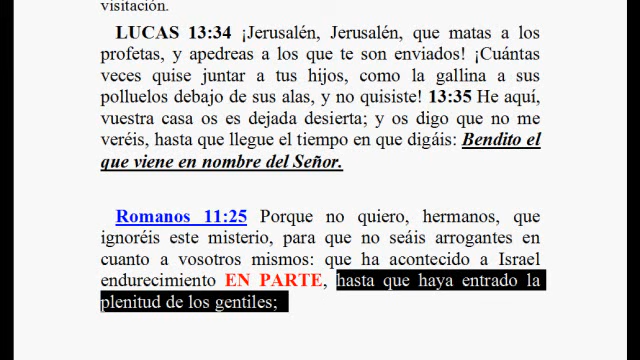 visitación.
LUCAS 13:34 ¡Jerusalén, Jerusalén, que matas a los
profetas, y apedreas a los que te son enviados! ¡Cuántas
veces quise juntar a tus hijos, como la gallina a sus
polluelos debajo de sus alas, y no quisiste! 13:35 He aquí,
vuestra casa os es dejada desierta; y os digo que no me
veréis, hasta que llegue el tiempo en que digáis: Bendito el
que viene en nombre del Señor.
Romanos 11:25 Porque no quiero, hermanos, que
ignoréis este misterio, para que no seáis arrogantes en
cuanto a vosotros mismos: que ha acontecido a Israel
endurecimiento EN PARTE, hasta que haya entrado la
plenitud de los gentiles;